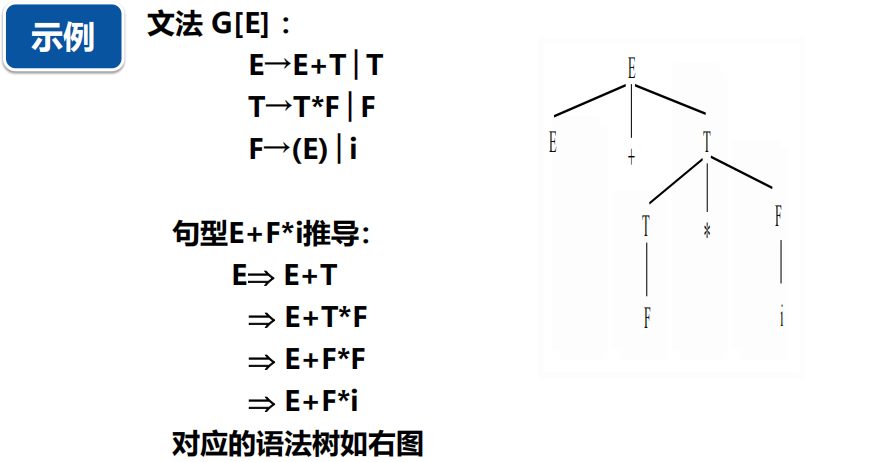 示例
文法 G[E] :
E→E+T|T
T→T*F|F
F→(E)|i
句型E+F*i推导:
E⇒ E+T
⇒ E+T*F
⇒ E+F*F
⇒ E+F*i
对应的语法树如右图
E
E + T
T * F
F i